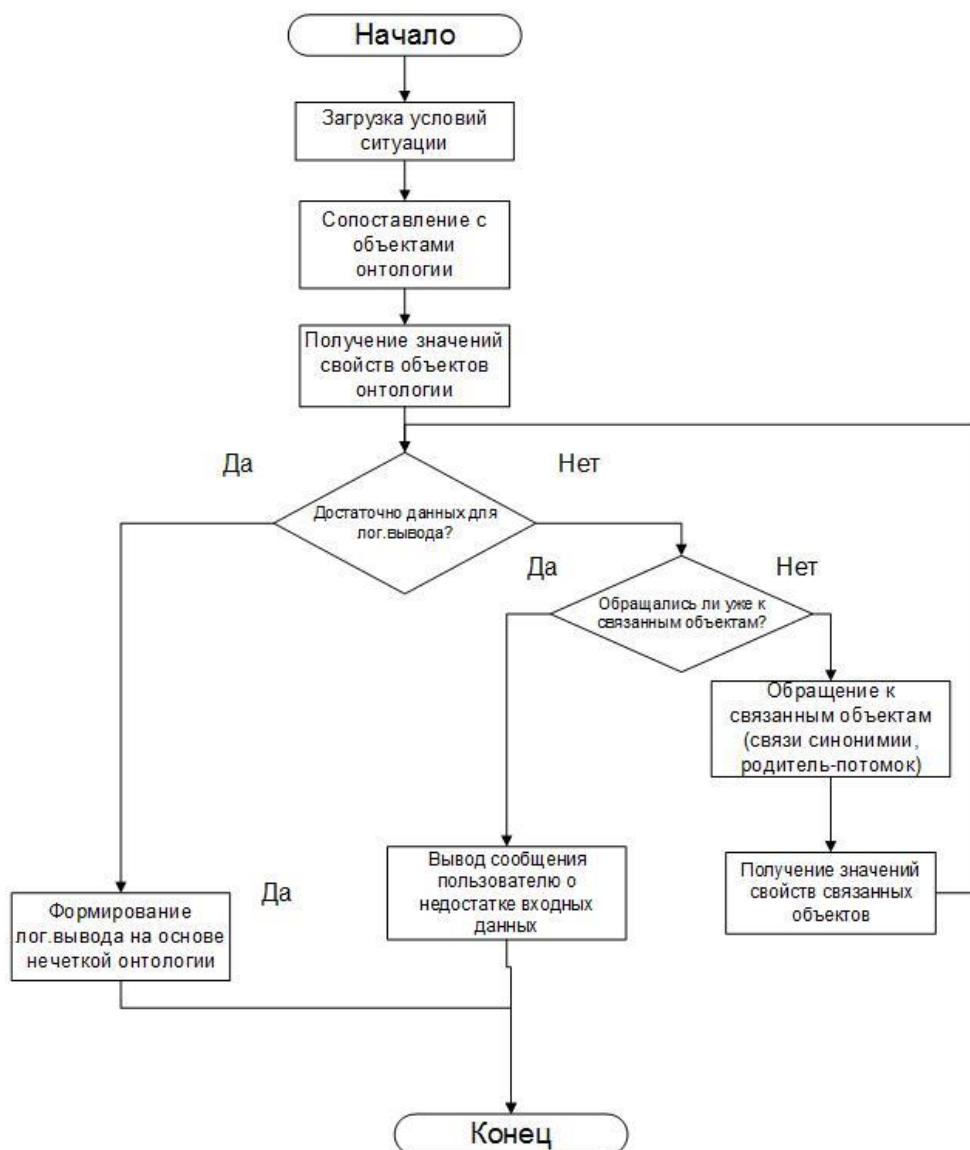 Начало
Загрузка условий
ситуации
Сопоставление с
объектами
онтологии
Получение значений
свойств объектов
онтологии
Да
Нет
Достаточно данных для
лог.вывода?
Да
Нет
Обращались ли уже к
связанным объектам?
Обращение к
связанным объектам
(связи синонимии,
родитель-потомок)
Вывод сообщения
пользователю о
недостатке входных
данных
Получение значений
свойств связанных
объектов
Да
Формирование
лог.вывода на основе
нечеткой онтологии
Конец